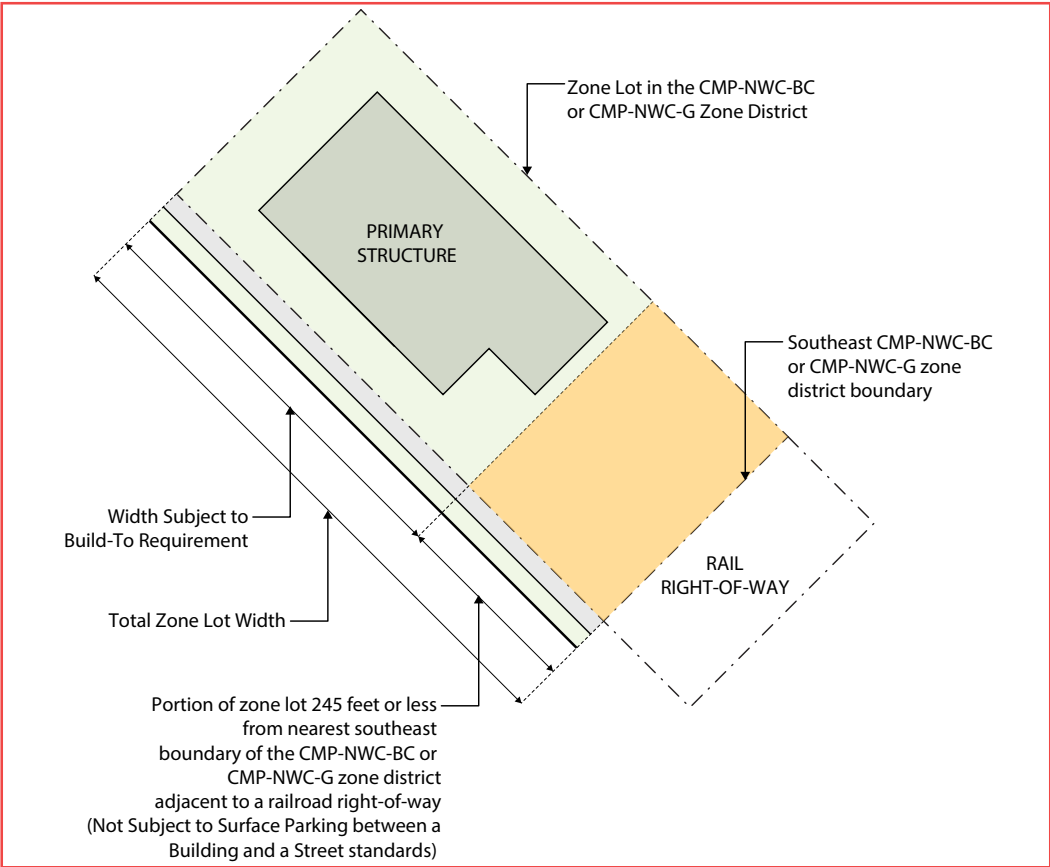 Zone Lot in the CMP-NWC-BC
or CMP-NWC-G Zone District
PRIMARY
STRUCTURE
Southeast CMP-NWC-BC
or CMP-NWC-G zone
district boundary
Width Subject to
Build-To Requirement
RAIL
RIGHT-OF-WAY
Total Zone Lot Width
Portion of zone lot 245 feet or less
from nearest southeast
boundary of the CMP-NWC-BC or
CMP-NWC-G zone district
adjacent to a railroad right-of-way
(Not Subject to Surface Parking between a
Building and a Street standards)